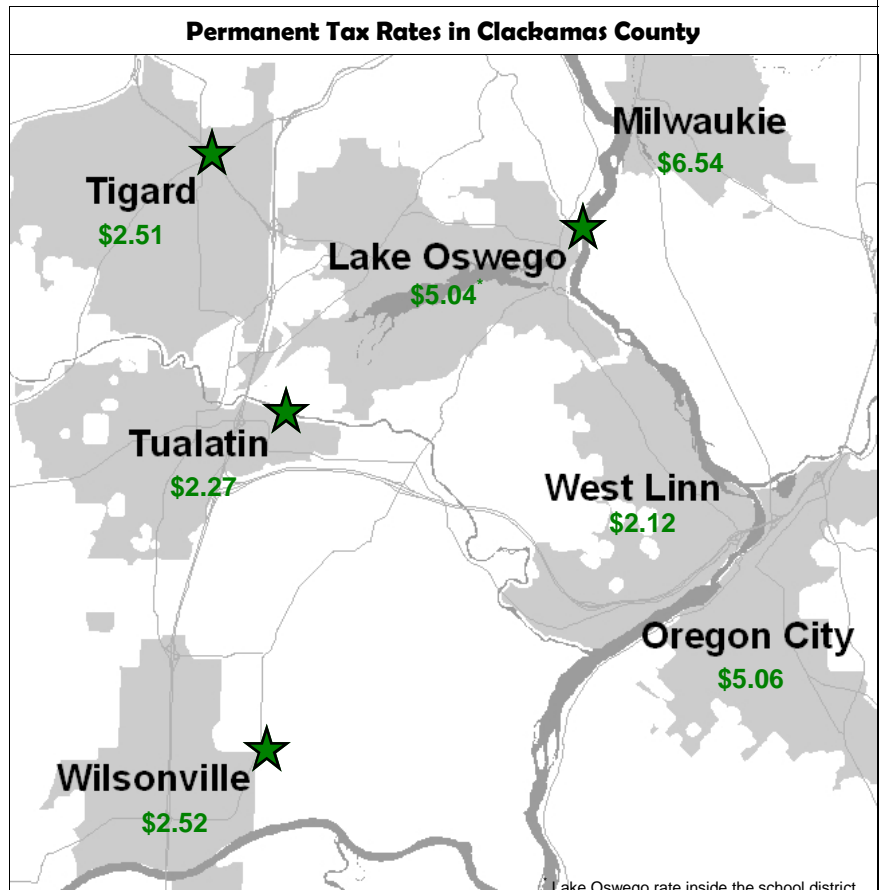 Permanent Tax Rates in Clackamas County
Milwaukie
$6.54
Tigard
$2.51
Lake Oswego
$5.04*
Tualatin
$2.27
West Linn
$2.12
Oregon City
$5.06
Wilsonville
$2.52
* Lake Oswego rate inside the school district